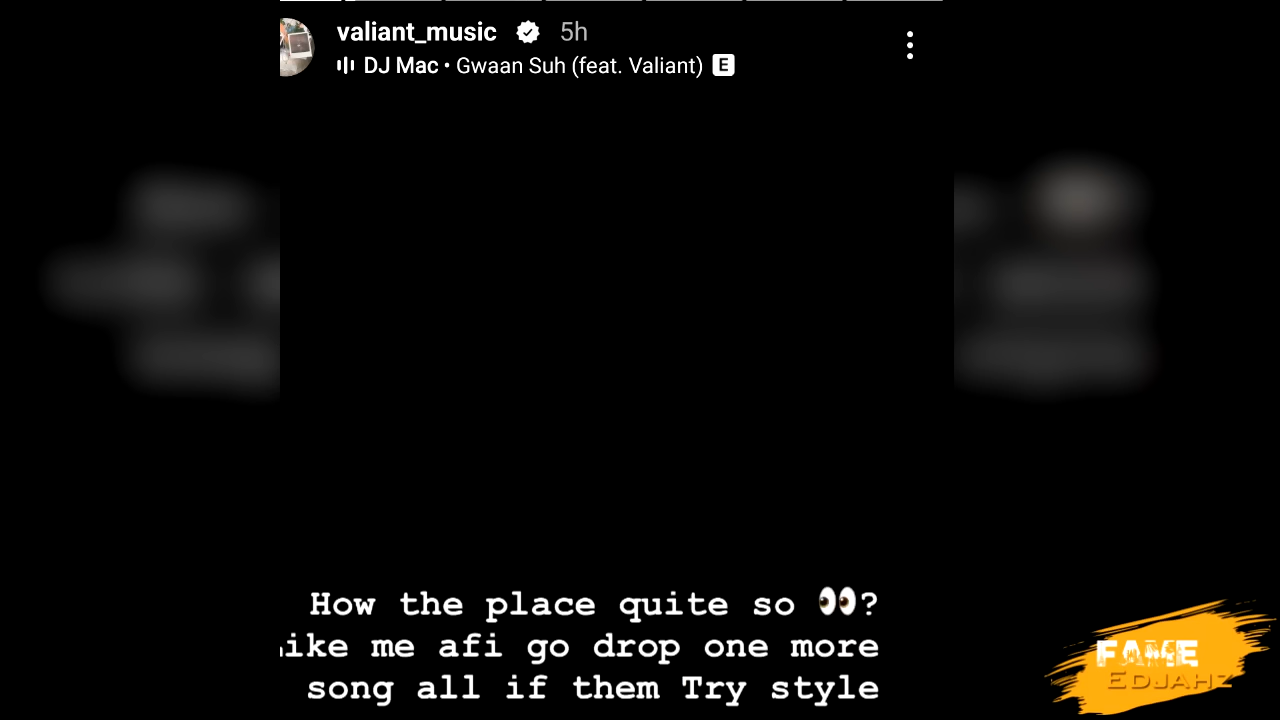 valiant_music 5h
DJ Mac • Gwaan Suh (feat. Valiant) E
How the place quite so 👀?
ike me afi go drop one more
song all if them Try style
FAME
EDJAHZ